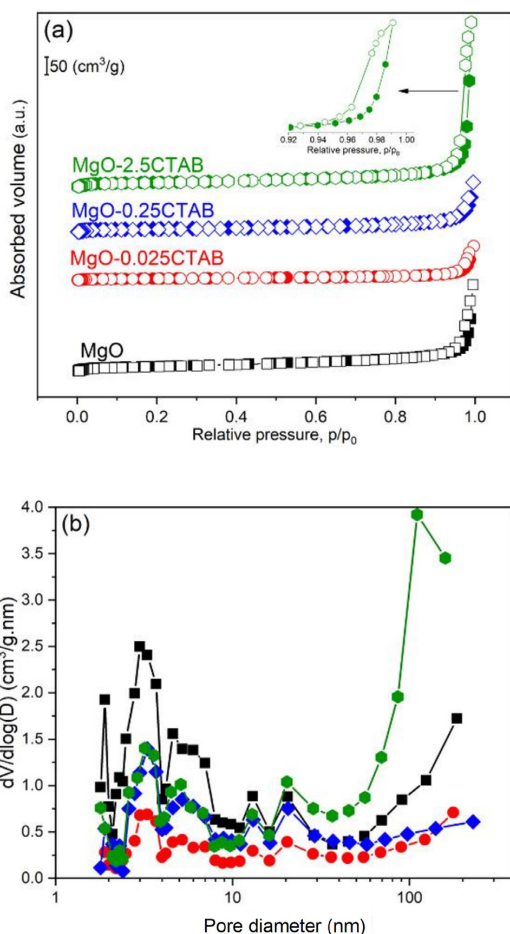 (a)
50 (cm³/g)
0.92 0.94 0.96 0.98 1.00
Relative pressure, p/p₀
MgO-2.5CTAB
MgO-0.25CTAB
MgO-0.025CTAB
MgO
Absorbed volume (a.u.)
0.0 0.2 0.4 0.6 0.8 1.0
Relative pressure, p/p₀
(b)
4.0
3.5
3.0
2.5
2.0
1.5
1.0
0.5
0.0
dV/dlog(D) (cm³/g.nm)
1 10 100
Pore diameter (nm)